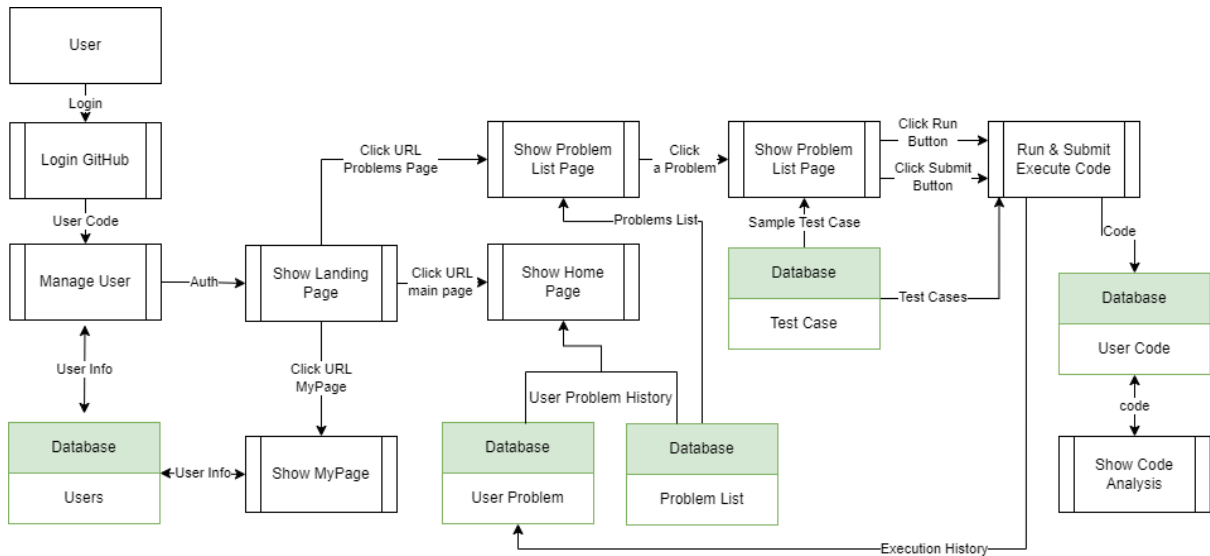 User
Login
Login GitHub
User Code
Manage User
Auth
User Info
Database
Users
User Info
Show Landing
Page
Click URL
Problems Page
Click URL
main page
Click URL
MyPage
Show MyPage
Show Problem
List Page
Click
a Problem
Show Problem
List Page
Click Run
Button
Click Submit
Button
Run & Submit
Execute Code
Problems List
Sample Test Case
Show Home
Page
Database
Test Case
Test Cases
Code
Database
User Code
code
Show Code
Analysis
User Problem History
Database
User Problem
Database
Problem List
Execution History